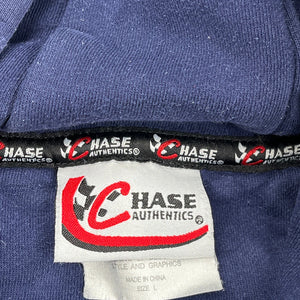 CHASE CHASE CHASE
AUTHENTICS® AUTHENTICS® AUTHENTICS
CHASE
AUTHENTICS®
STYLE AND GRAPHICS
MADE IN CHINA
SIZE: L